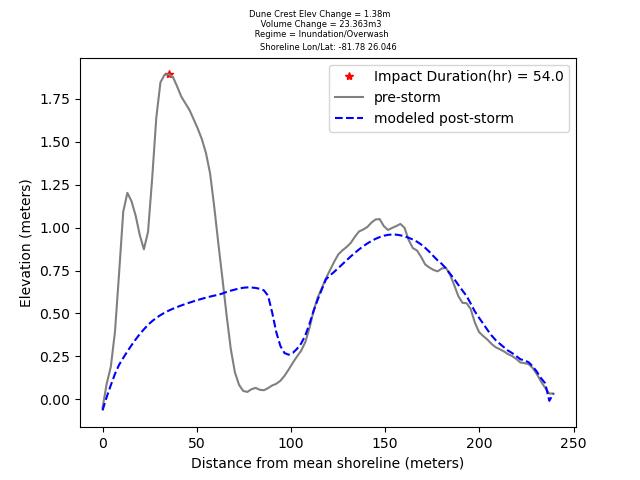 Dune Crest Elev Change = 1.38m
Volume Change = 23.363m3
Regime = Inundation/Overwash
Shoreline Lon/Lat: -81.78 26.046
Impact Duration(hr) = 54.0
pre-storm
modeled post-storm
Elevation (meters)
1.75
1.50
1.25
1.00
0.75
0.50
0.25
0.00
0 50 100 150 200 250
Distance from mean shoreline (meters)